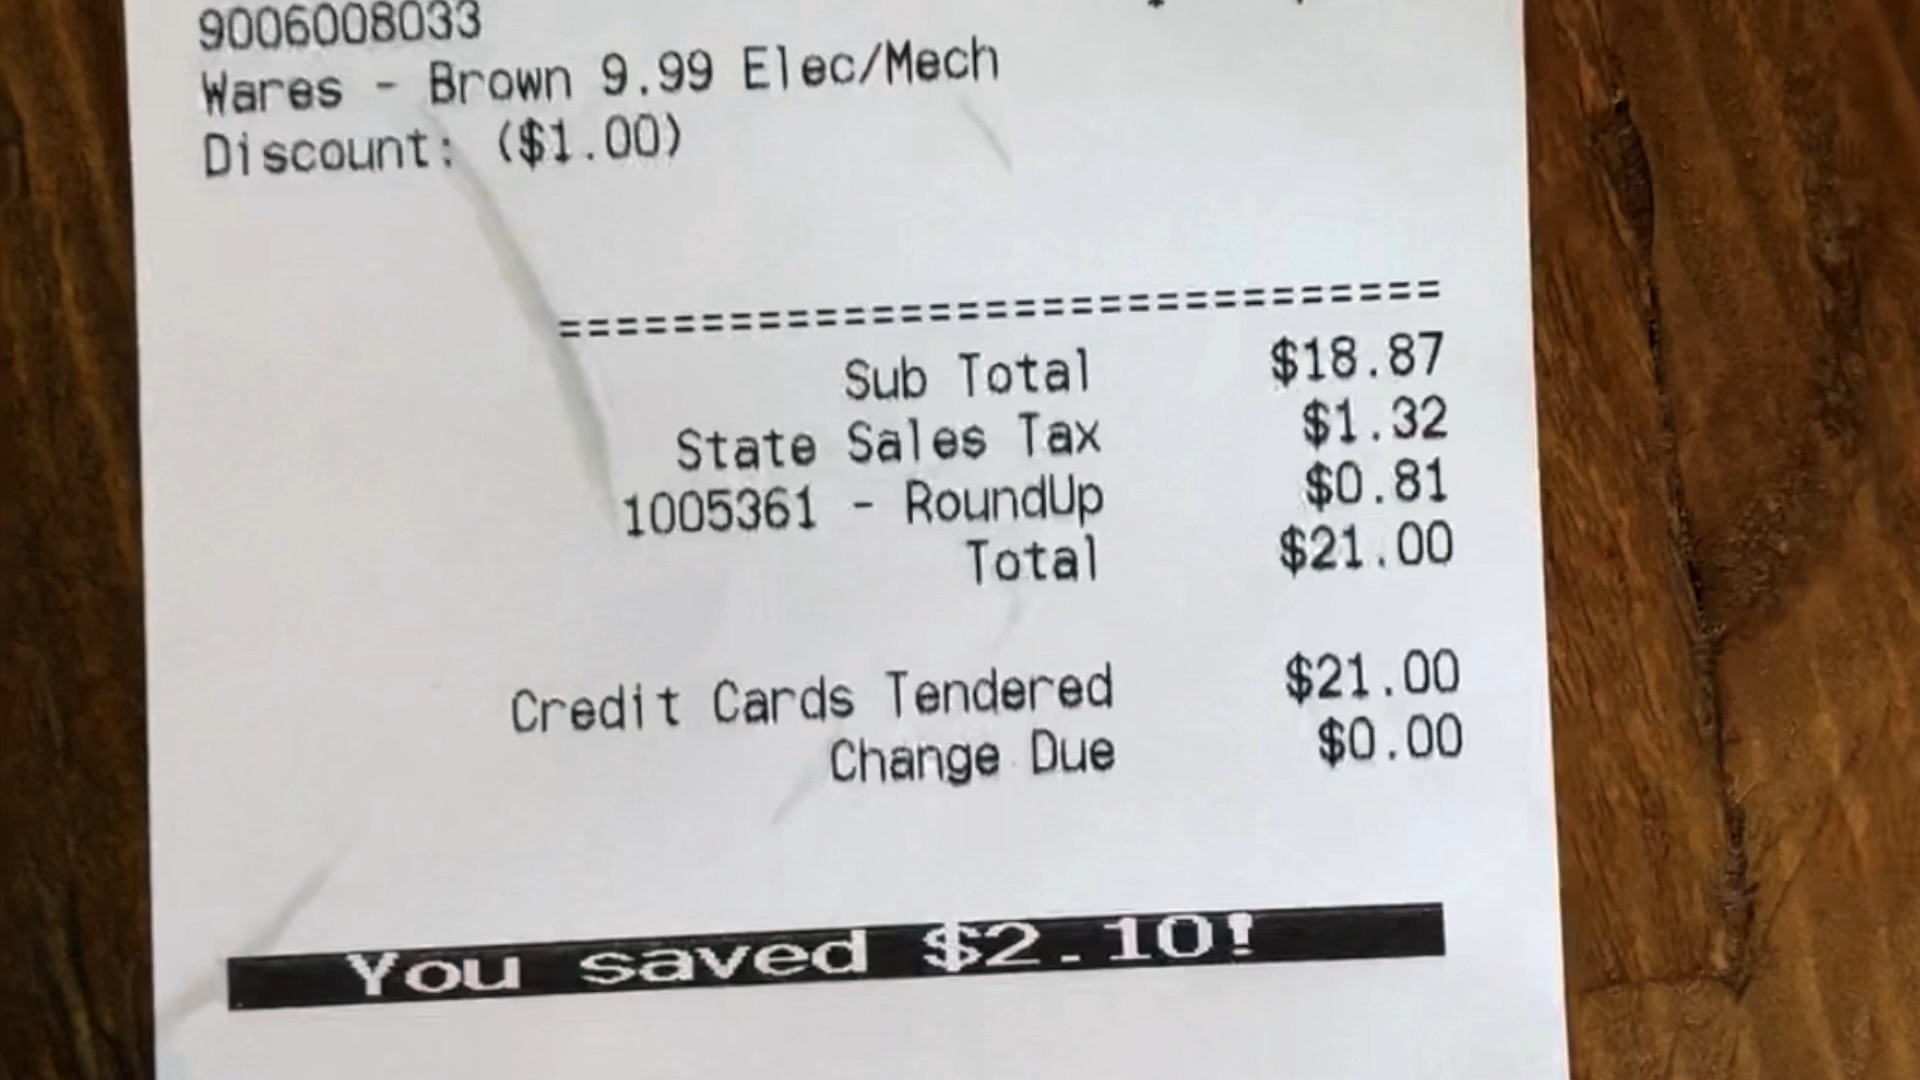 9006008033
Wares - Brown 9.99 Elec/Mech
Discount: ($1.00)
===============================
Sub Total $18.87
State Sales Tax $1.32
1005361 - RoundUp $0.81
Total $21.00
Credit Cards Tendered $21.00
Change Due $0.00
You saved $2.10!